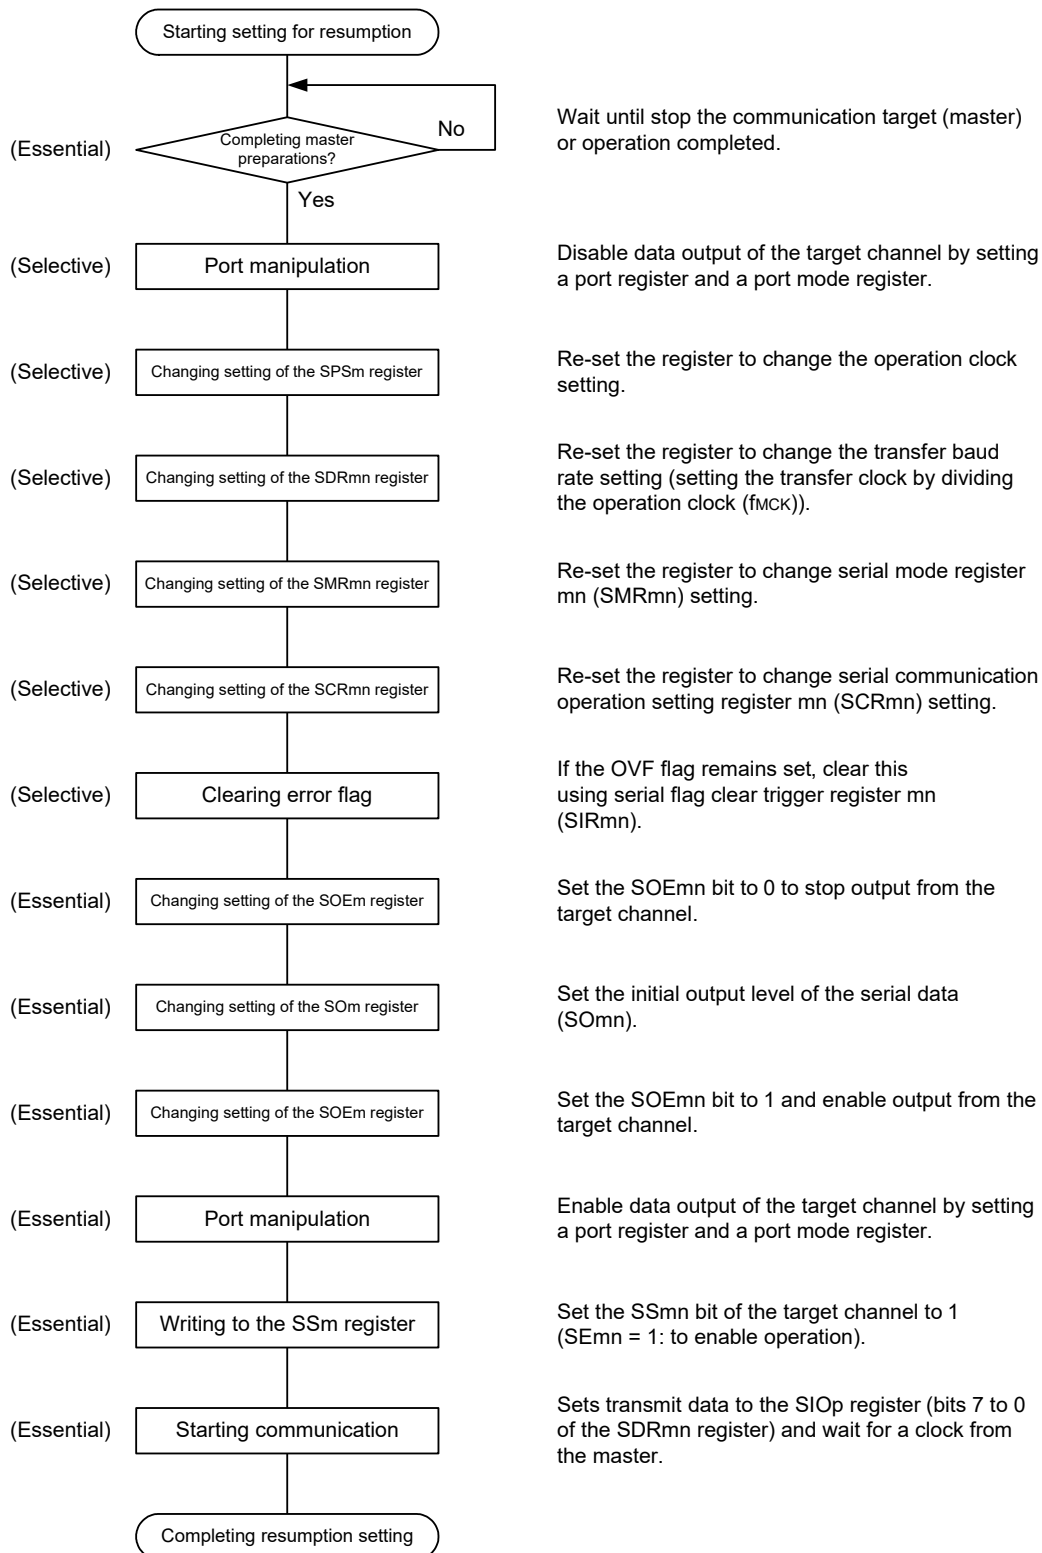 Starting setting for resumption
(Essential)
Completing master
preparations?
No
Yes
Wait until stop the communication target (master)
or operation completed.
(Selective)
Port manipulation
Disable data output of the target channel by setting
a port register and a port mode register.
(Selective)
Changing setting of the SPSm register
Re-set the register to change the operation clock
setting.
(Selective)
Changing setting of the SDRmn register
Re-set the register to change the transfer baud
rate setting (setting the transfer clock by dividing
the operation clock (fMCK)).
(Selective)
Changing setting of the SMRmn register
Re-set the register to change serial mode register
mn (SMRmn) setting.
(Selective)
Changing setting of the SCRmn register
Re-set the register to change serial communication
operation setting register mn (SCRmn) setting.
(Selective)
Clearing error flag
If the OVF flag remains set, clear this
using serial flag clear trigger register mn
(SIRmn).
(Essential)
Changing setting of the SOEm register
Set the SOEmn bit to 0 to stop output from the
target channel.
(Essential)
Changing setting of the SOm register
Set the initial output level of the serial data
(SOmn).
(Essential)
Changing setting of the SOEm register
Set the SOEmn bit to 1 and enable output from the
target channel.
(Essential)
Port manipulation
Enable data output of the target channel by setting
a port register and a port mode register.
(Essential)
Writing to the SSm register
Set the SSmn bit of the target channel to 1
(SEmn = 1: to enable operation).
(Essential)
Starting communication
Sets transmit data to the SIOp register (bits 7 to 0
of the SDRmn register) and wait for a clock from
the master.
Completing resumption setting